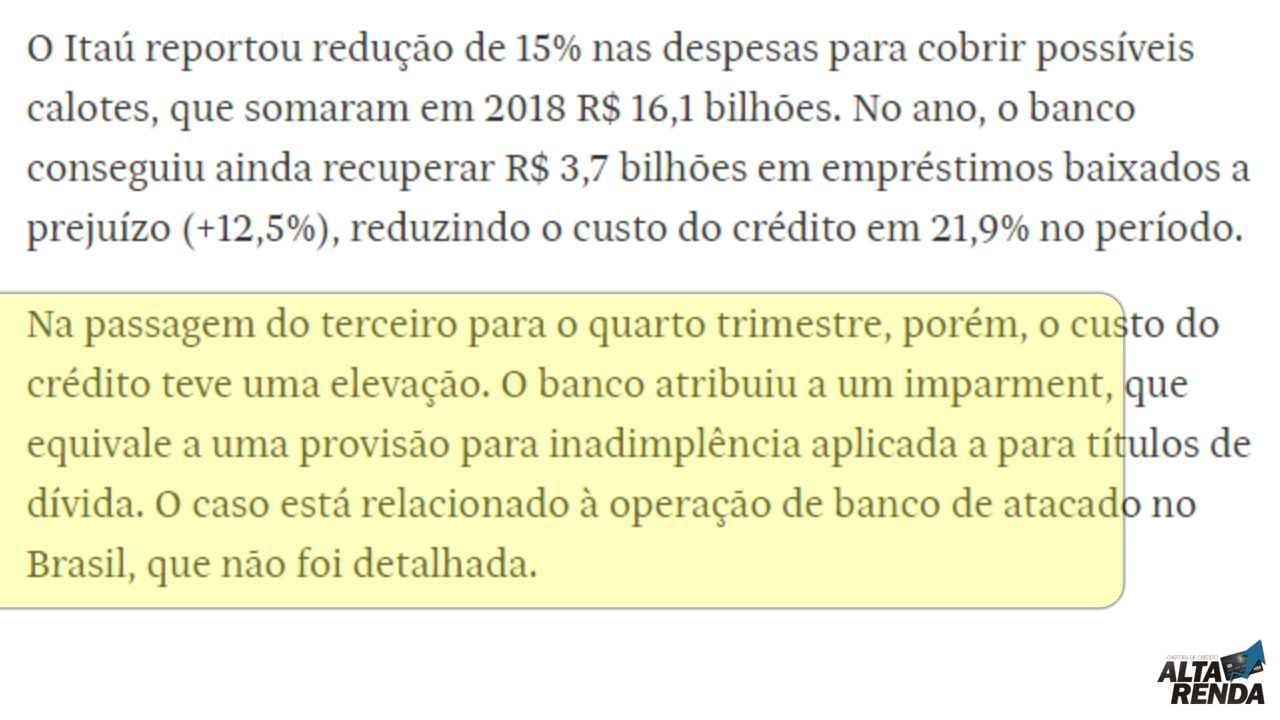 O Itaú reportou redução de 15% nas despesas para cobrir possíveis
calotes, que somaram em 2018 R$ 16,1 bilhões. No ano, o banco
conseguiu ainda recuperar R$ 3,7 bilhões em empréstimos baixados a
prejuízo (+12,5%), reduzindo o custo do crédito em 21,9% no período.
Na passagem do terceiro para o quarto trimestre, porém, o custo do
crédito teve uma elevação. O banco atribuiu a um imparment, que
equivale a uma provisão para inadimplência aplicada a para títulos de
dívida. O caso está relacionado à operação de banco de atacado no
Brasil, que não foi detalhada.
CARTÕES DE CRÉDITO
ALTA
RENDA